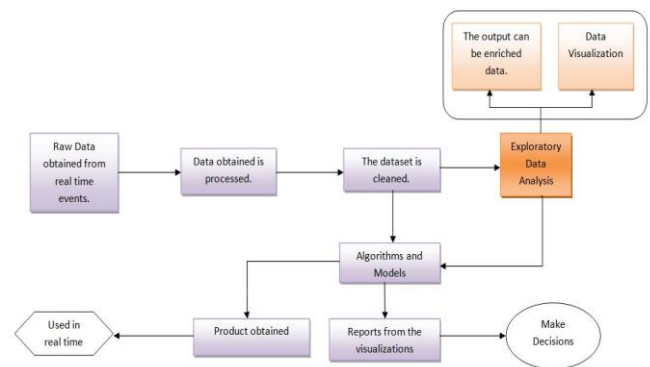 The output can
be enriched
data.
Data
Visualization
Raw Data
obtained from
real time
events.
Data obtained is
processed.
The dataset is
cleaned.
Exploratory
Data
Analysis
Algorithms and
Models
Used in
real time
Product obtained
Reports from the
visualizations
Make
Decisions